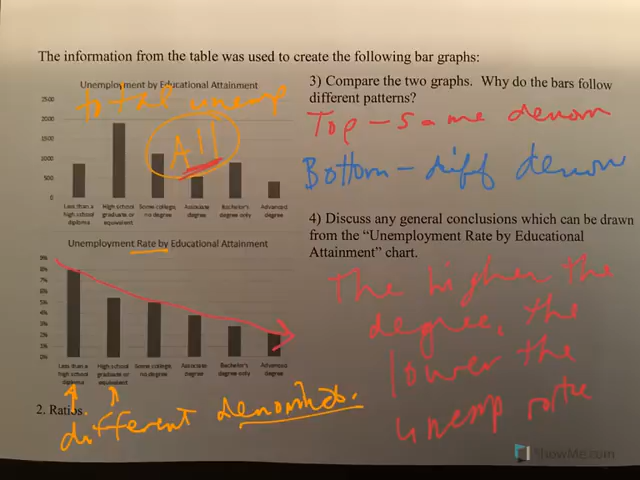 The information from the table was used to create the following bar graphs:
Unemployment by Educational Attainment
total unemp
All
2500
2000
1500
1000
500
0
Less than a high school diploma
High school graduate or equivalent
Some college, no degree
Associate degree
Bachelor's degree only
Advanced degree
Unemployment Rate by Educational Attainment
9%
8%
7%
6%
5%
4%
3%
2%
1%
0%
Less than a high school diploma
High school graduate or equivalent
Some college, no degree
Associate degree
Bachelor's degree only
Advanced degree
2. Ratios.
different
3) Compare the two graphs. Why do the bars follow
different patterns?
Top - same denom
Bottom - diff denom
4) Discuss any general conclusions which can be drawn
from the “Unemployment Rate by Educational
Attainment” chart.
The higher the
degree, the
lower the
unemp rate
ShowMe.com